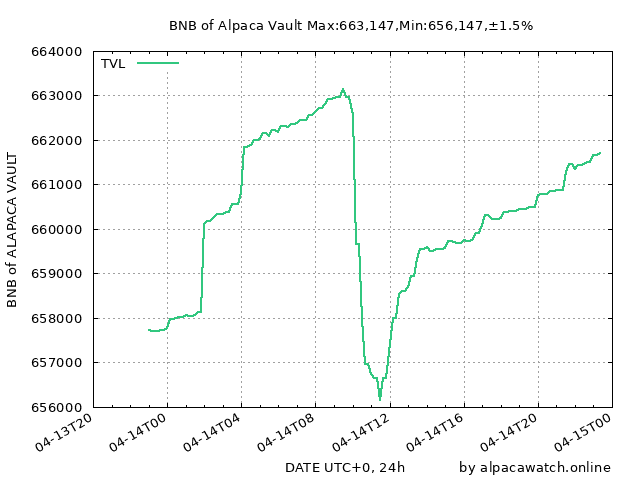 BNB of Alpaca Vault Max:663,147,Min:656,147,±1.5%
TVL
BNB of ALAPACA VAULT
664000
663000
662000
661000
660000
659000
658000
657000
656000
04-13T20
04-14T00
04-14T04
04-14T08
04-14T12
04-14T16
04-14T20
04-15T00
DATE UTC+0, 24h
by alpacawatch.online